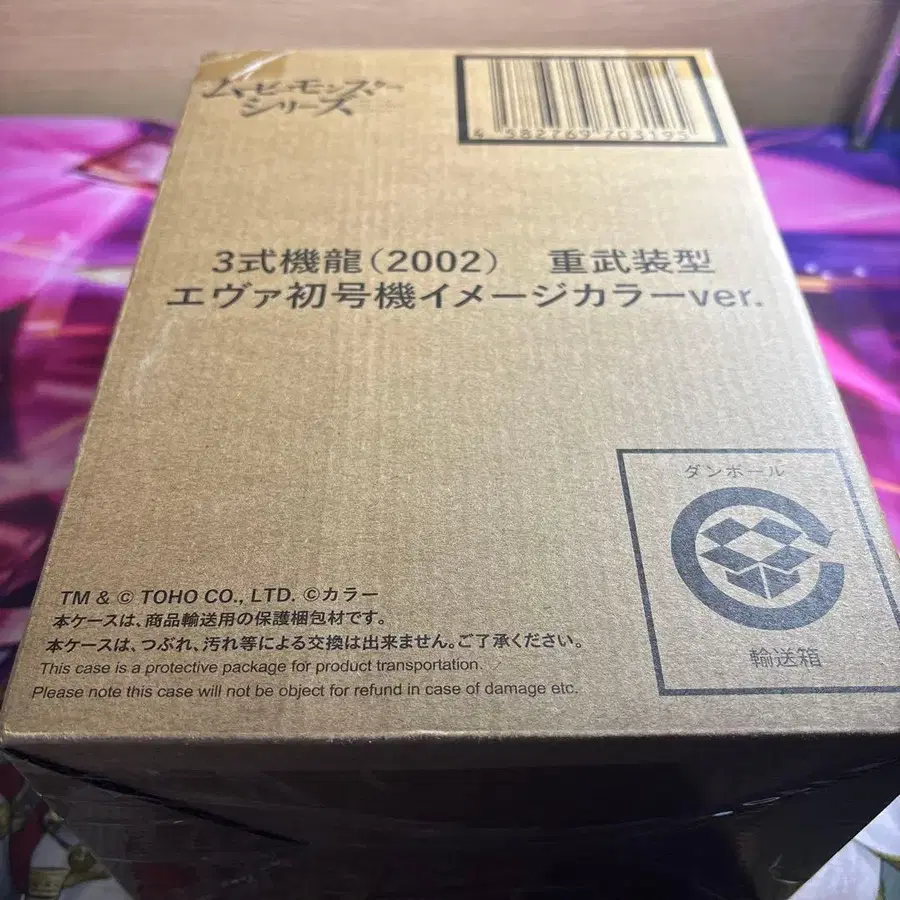 ムービーモンスター
シリーズ
4 582769 703195
3式機龍(2002) 重武装型
エヴァ初号機イメージカラーver.
ダンボール
輸送箱
TM & © TOHO CO., LTD. ©カラー
本ケースは、商品輸送用の保護梱包材です。
本ケースは、つぶれ、汚れ等による交換は出来ません。ご了承ください。
This case is a protective package for product transportation.
Please note this case will not be object for refund in case of damage etc.